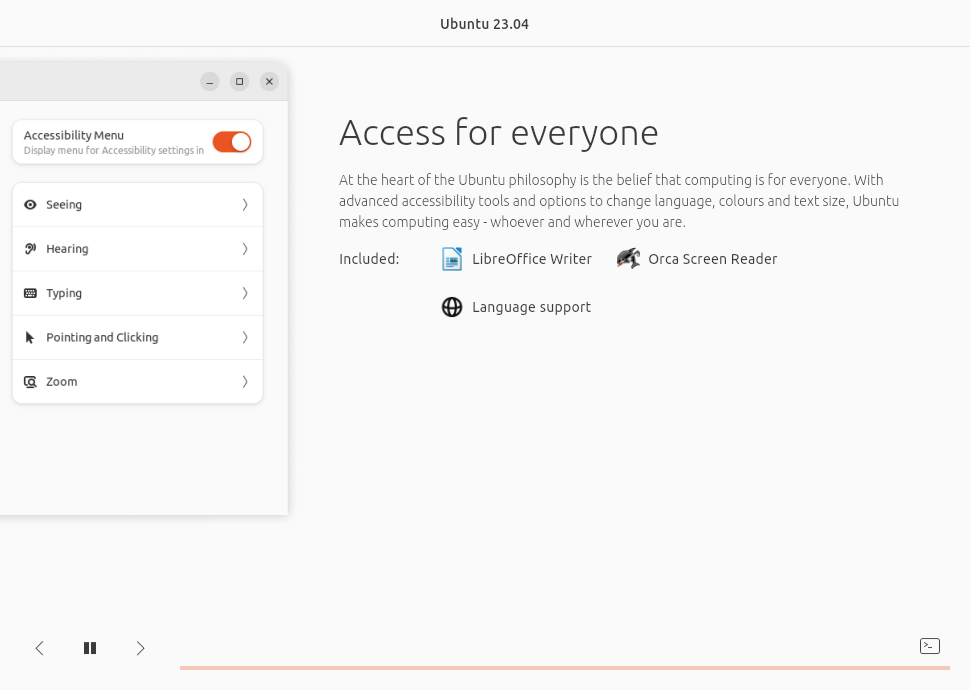 Ubuntu 23.04
Accessibility Menu
Display menu for Accessibility settings in
Seeing
Hearing
Typing
Pointing and Clicking
Zoom
Access for everyone
At the heart of the Ubuntu philosophy is the belief that computing is for everyone. With
advanced accessibility tools and options to change language, colours and text size, Ubuntu
makes computing easy - whoever and wherever you are.
Included: LibreOffice Writer Orca Screen Reader
Language support